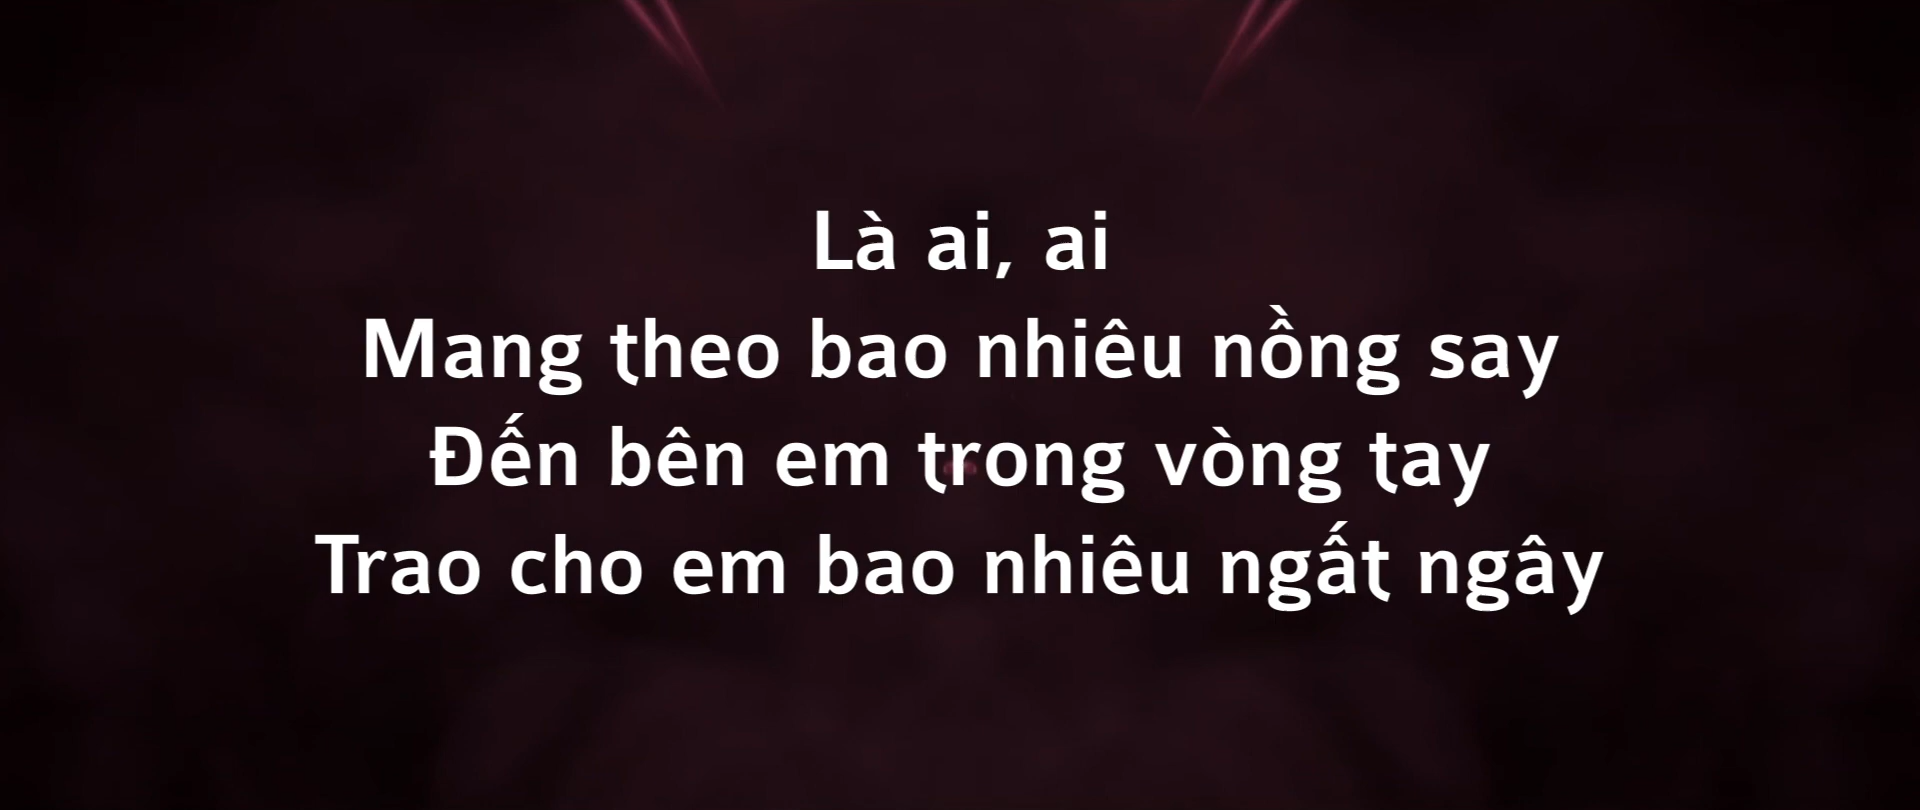 Là ai, ai
Mang theo bao nhiêu nồng say
Đến bên em trong vòng tay
Trao cho em bao nhiêu ngất ngây